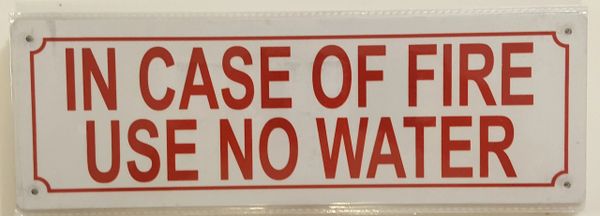 IN CASE OF FIRE
USE NO WATER